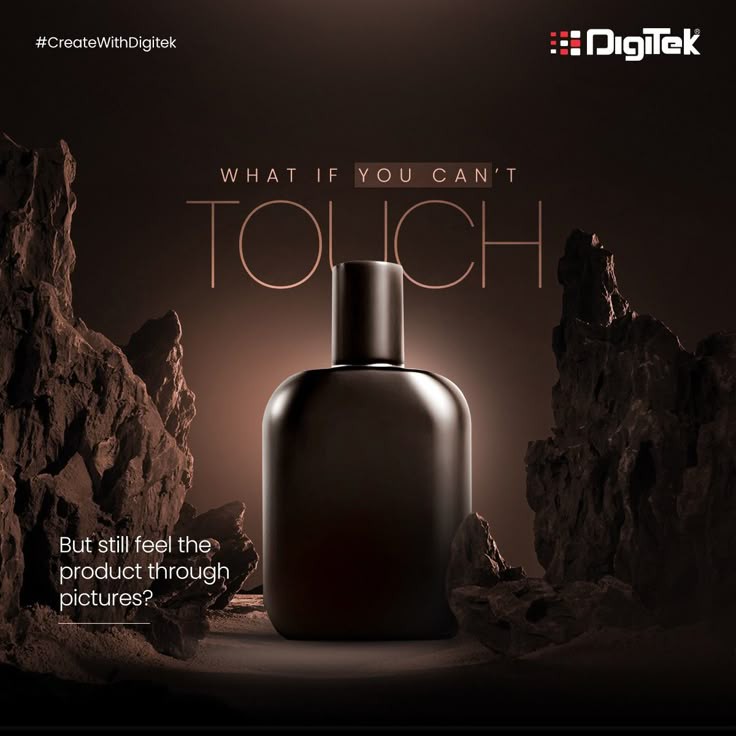 #CreateWithDigitek
DigiTek®
WHAT IF YOU CAN'T
TOUCH
But still feel the
product through
pictures?